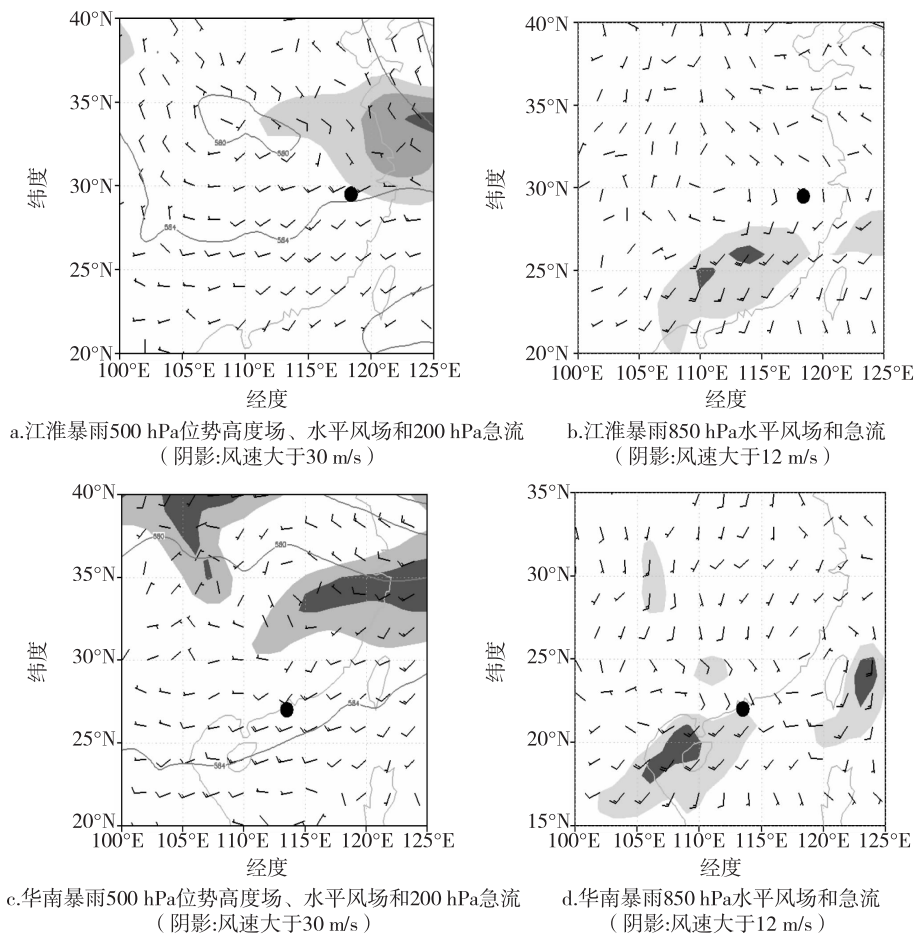 40°N
35°N
30°N
25°N
20°N
纬度
580
580
584
584
100°E 105°E 110°E 115°E 120°E 125°E
经度
a.江淮暴雨500 hPa位势高度场、水平风场和200 hPa急流
（阴影:风速大于30 m/s）
40°N
35°N
30°N
25°N
20°N
纬度
100°E 105°E 110°E 115°E 120°E 125°E
经度
b.江淮暴雨850 hPa水平风场和急流
（阴影:风速大于12 m/s）
40°N
35°N
30°N
25°N
20°N
纬度
580
580
584
584
100°E 105°E 110°E 115°E 120°E 125°E
经度
c.华南暴雨500 hPa位势高度场、水平风场和200 hPa急流
（阴影:风速大于30 m/s）
35°N
30°N
25°N
20°N
15°N
纬度
100°E 105°E 110°E 115°E 120°E 125°E
经度
d.华南暴雨850 hPa水平风场和急流
（阴影:风速大于12 m/s）